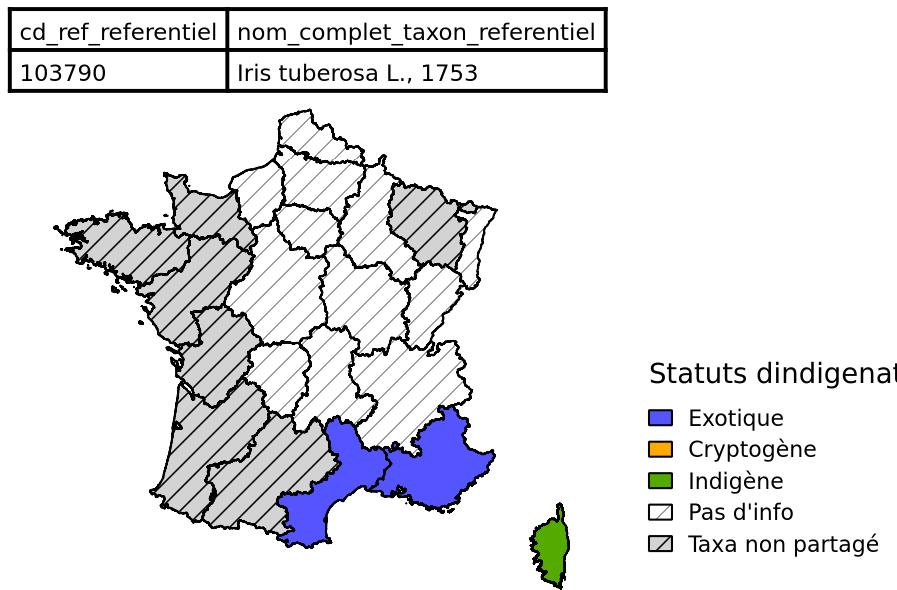 cd_ref_referentiel nom_complet_taxon_referentiel
103790 Iris tuberosa L., 1753
Statuts dindigenat
Exotique
Cryptogène
Indigène
Pas d'info
Taxa non partagé